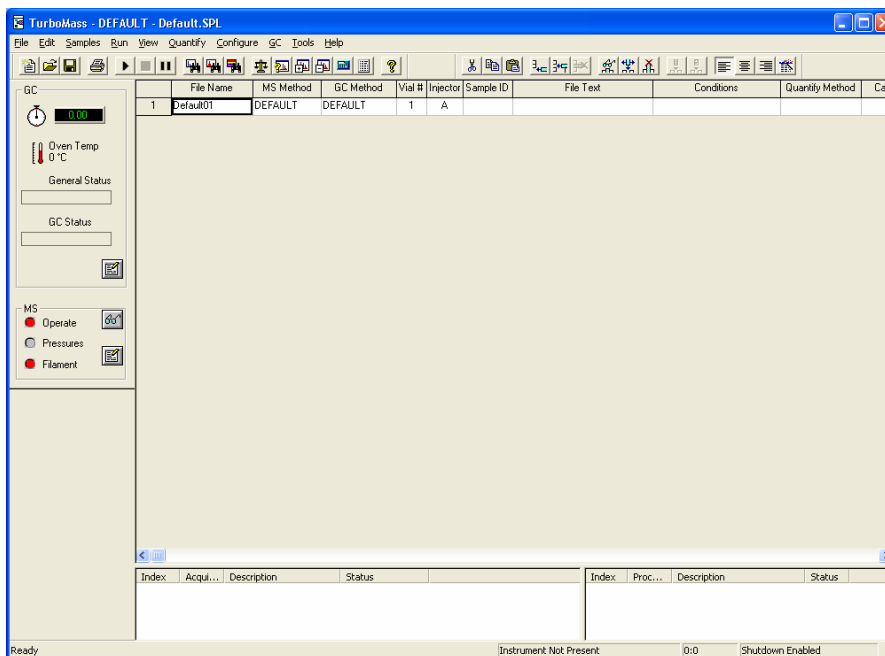 TurboMass - DEFAULT - Default.SPL
File Edit Samples Run View Quantify Configure GC Tools Help
File Name MS Method GC Method Vial # Injector Sample ID File Text Conditions Quantify Method Ca
1 Default01 DEFAULT DEFAULT 1 A
GC
0.00
Oven Temp
0 °C
General Status
GC Status
MS
Operate
Pressures
Filament
Index Acqui... Description Status
Index Proc... Description Status
Ready Instrument Not Present 0:0 Shutdown Enabled